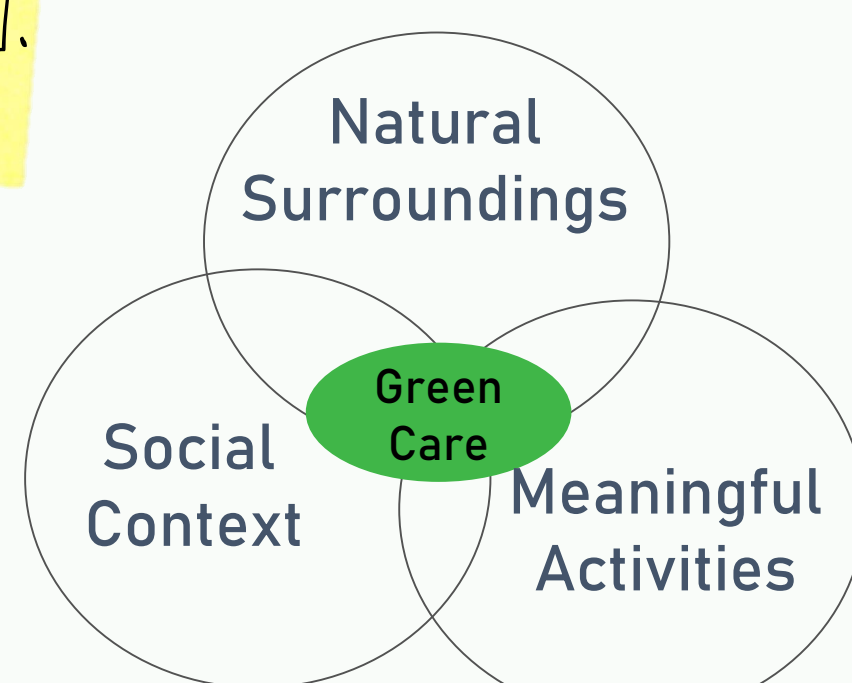 Natural
Surroundings
Green
Care
Social
Context
Meaningful
Activities